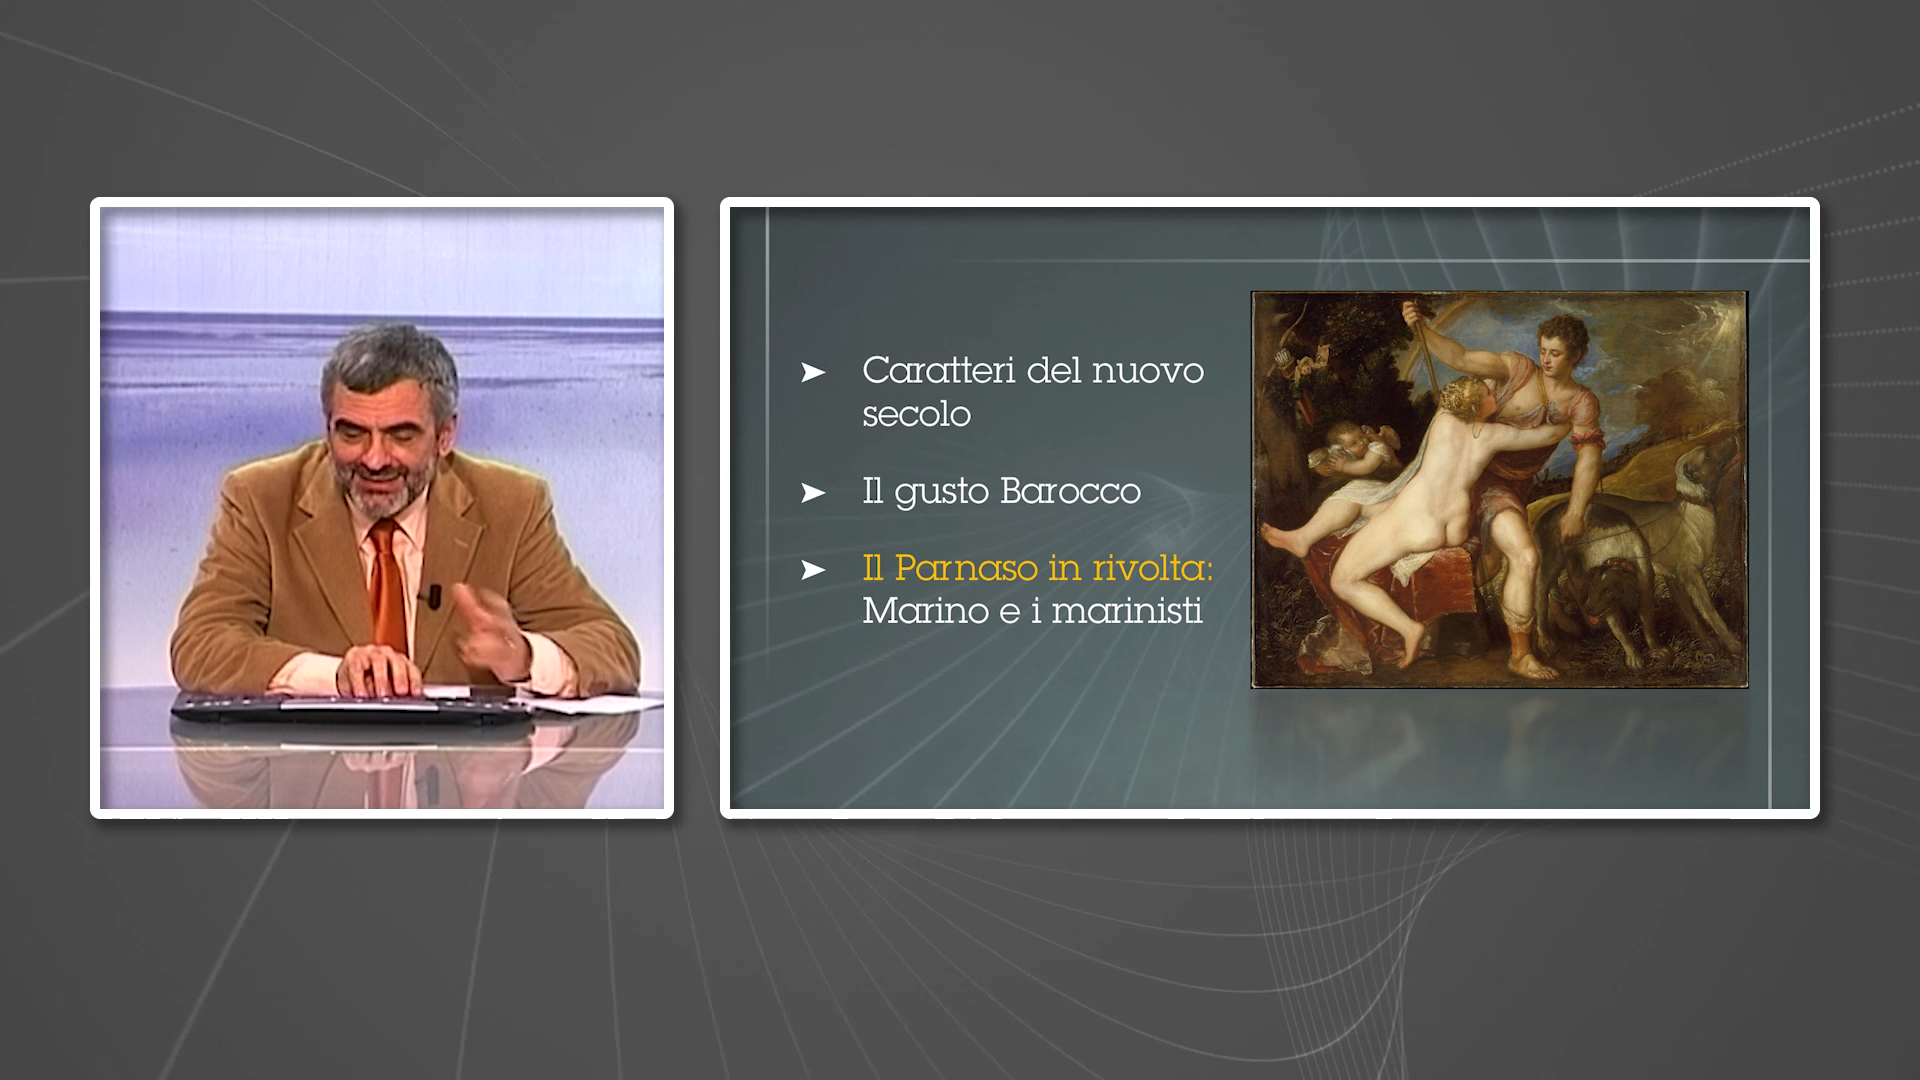 Caratteri del nuovo
secolo
Il gusto Barocco
Il Parnaso in rivolta:
Marino e i marinisti